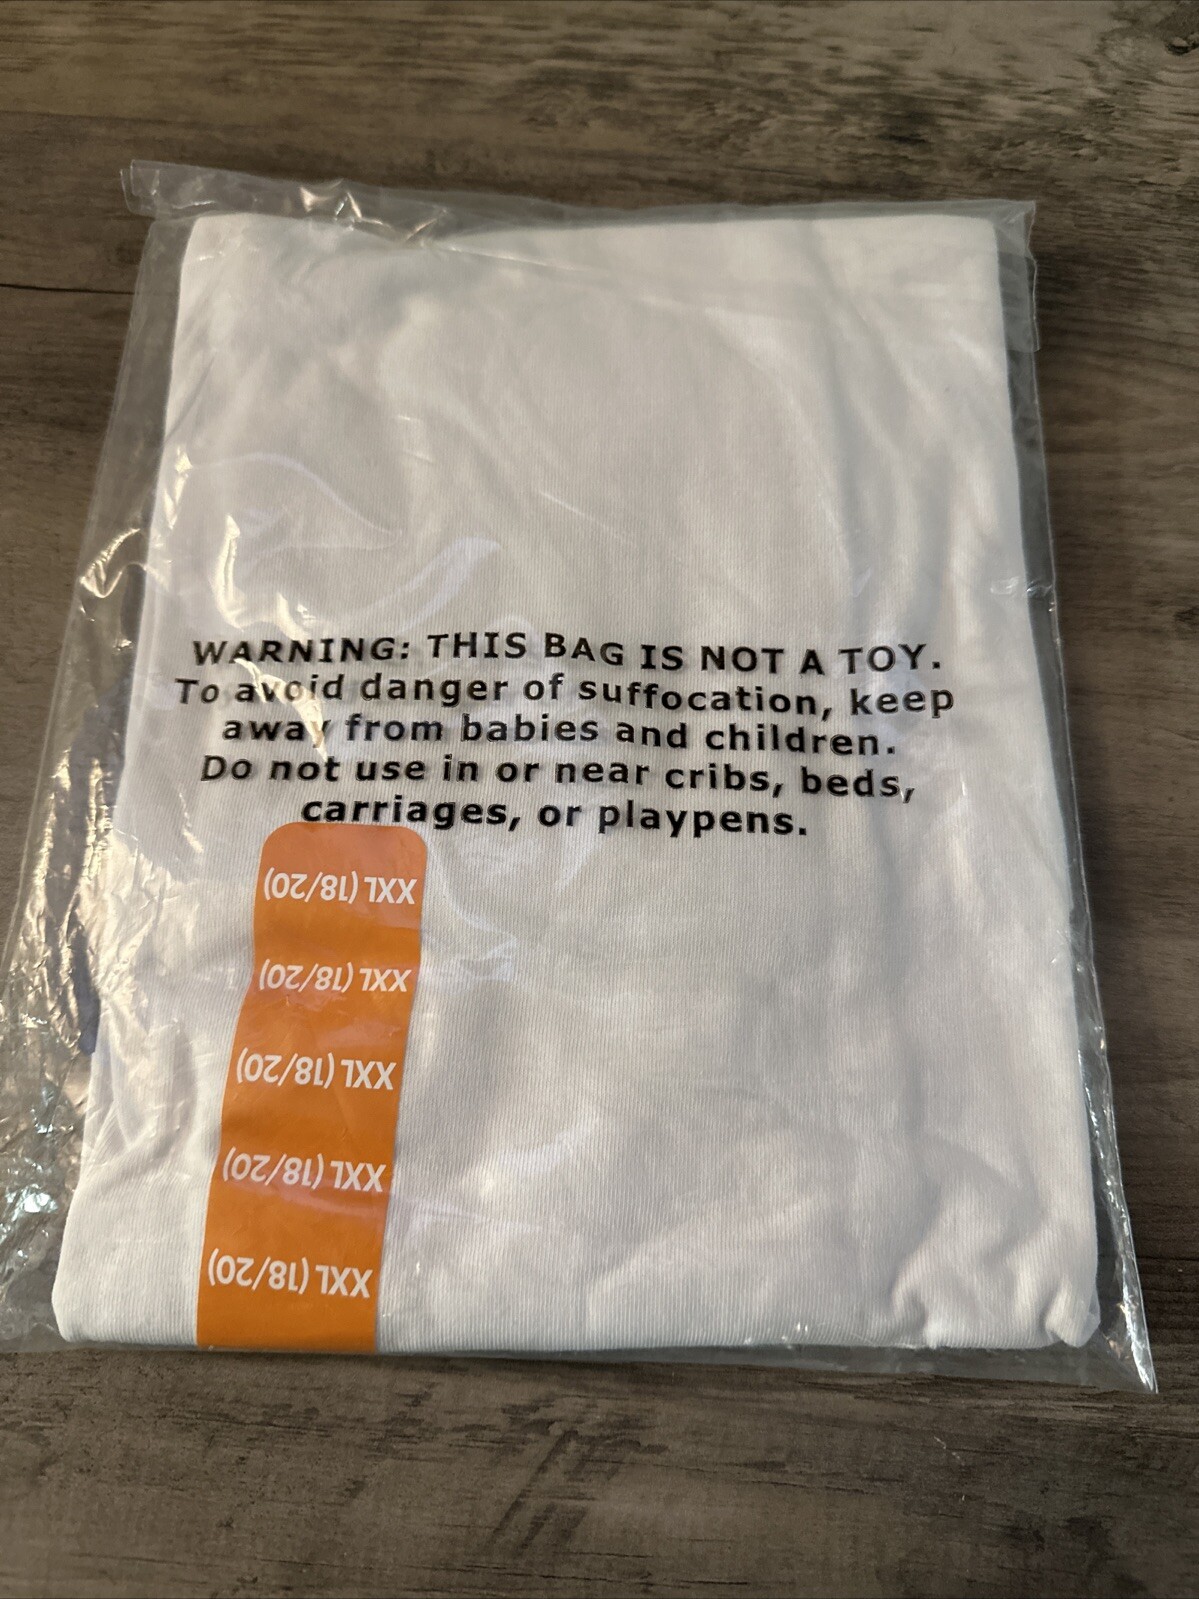 WARNING: THIS BAG IS NOT A TOY.
To avoid danger of suffocation, keep
away from babies and children.
Do not use in or near cribs, beds,
carriages, or playpens.
XXL (18/20)
XXL (18/20)
XXL (18/20)
XXL (18/20)
XXL (18/20)